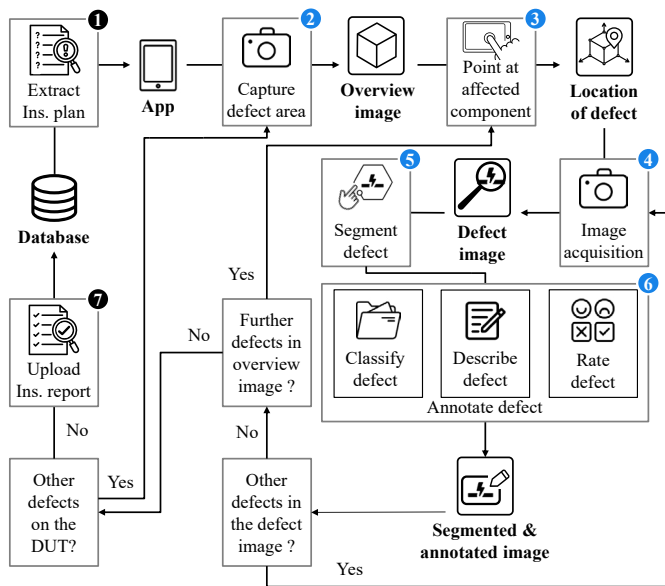 1
Extract
Ins. plan
App
2
Capture
defect area
Overview
image
3
Point at
affected
component
Location
of defect
4
Image
acquisition
Defect
image
5
Segment
defect
Database
6
Classify
defect
Describe
defect
Rate
defect
Annotate defect
7
Upload
Ins. report
Yes
No
Further
defects in
overview
image ?
No
No
Other
defects
on the
DUT?
Yes
Other
defects in
the defect
image ?
Segmented &
annotated image
Yes